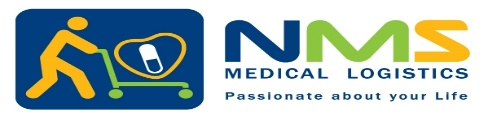 NMS
MEDICAL LOGISTICS
Passionate about your Life